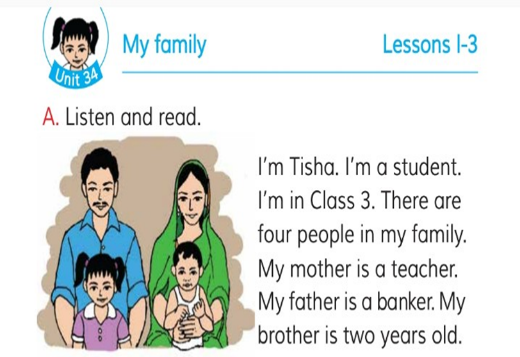 Unit 34
My family
Lessons 1-3
A. Listen and read.
I'm Tisha. I'm a student.
I'm in Class 3. There are
four people in my family.
My mother is a teacher.
My father is a banker. My
brother is two years old.